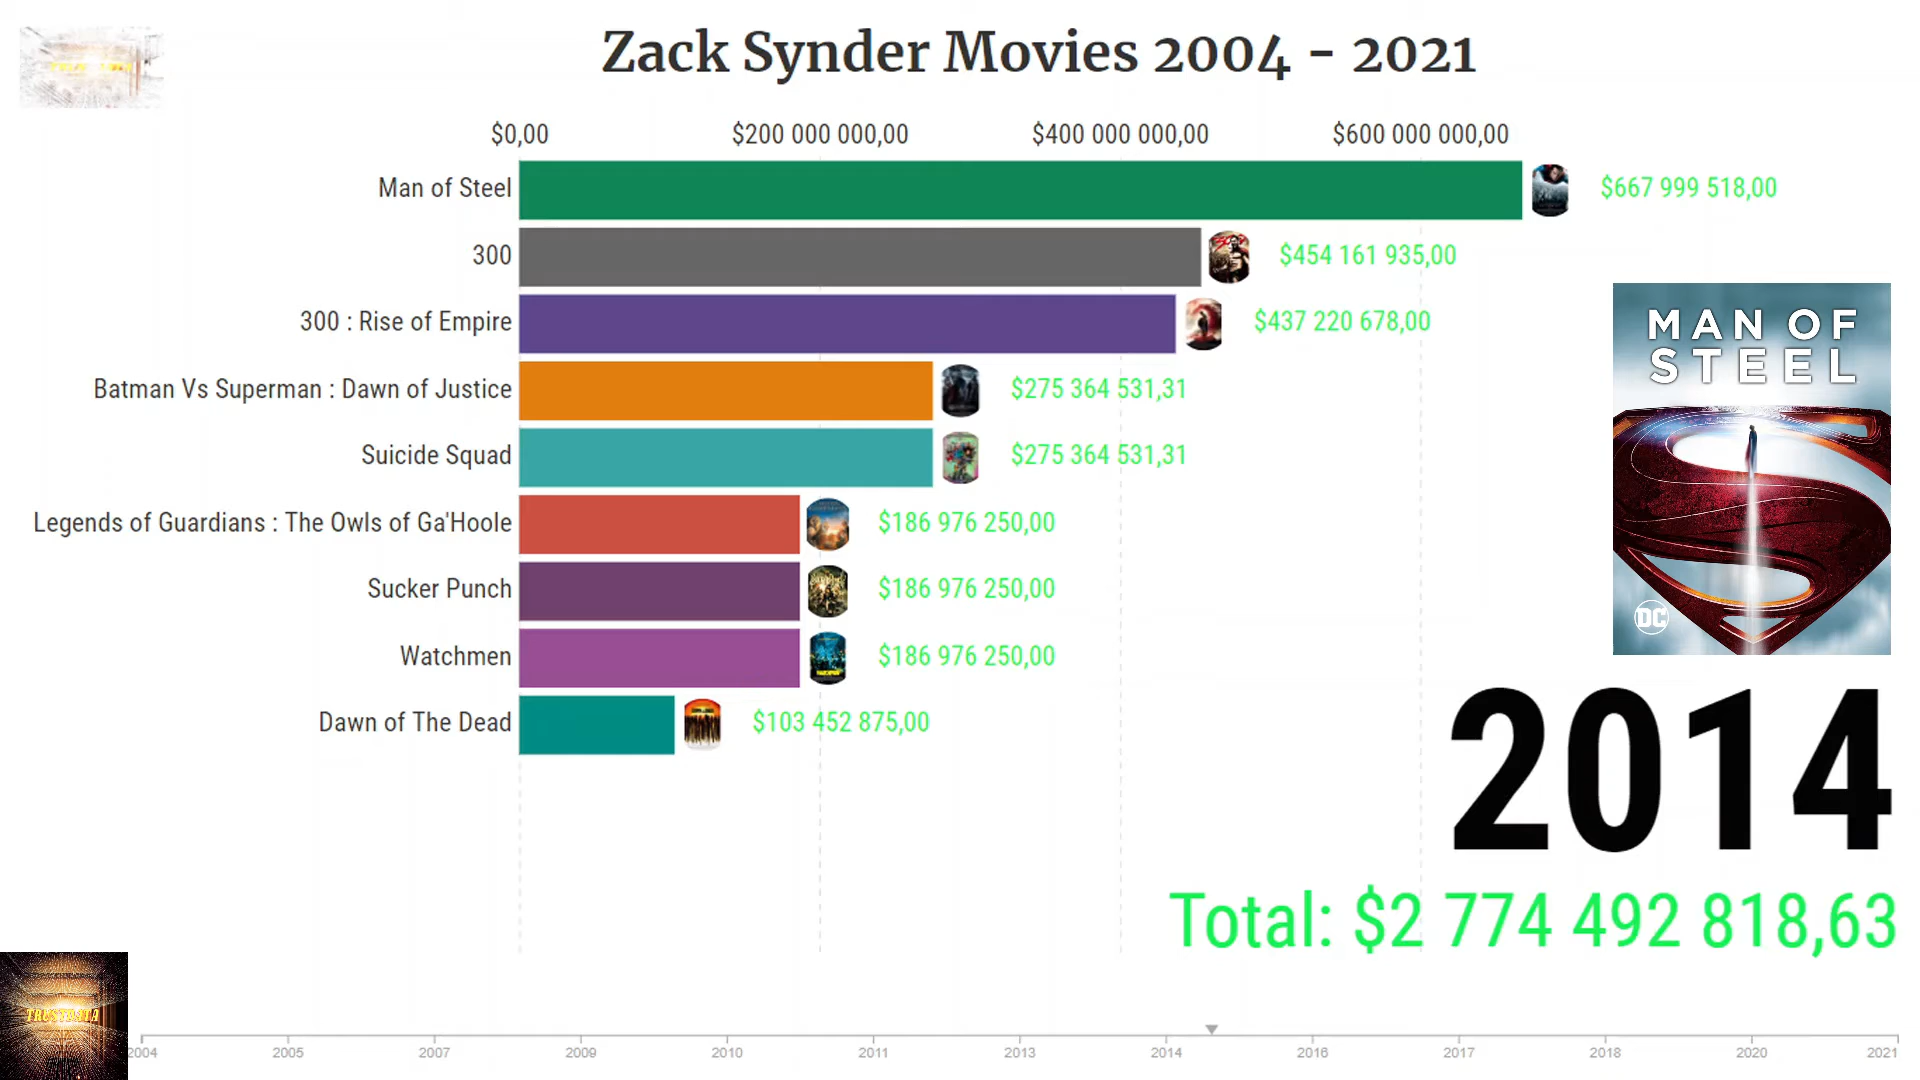 Zack Synder Movies 2004 - 2021
$0,00 $200 000 000,00 $400 000 000,00 $600 000 000,00
Man of Steel $667 999 518,00
300 $454 161 935,00
300 : Rise of Empire $437 220 678,00
Batman Vs Superman : Dawn of Justice $275 364 531,31
Suicide Squad $275 364 531,31
Legends of Guardians : The Owls of Ga'Hoole $186 976 250,00
Sucker Punch $186 976 250,00
Watchmen $186 976 250,00
Dawn of The Dead $103 452 875,00
MAN OF
STEEL
DC
2014
Total: $2 774 492 818,63
2004 2005 2007 2009 2010 2011 2013 2014 2016 2017 2018 2020 2021